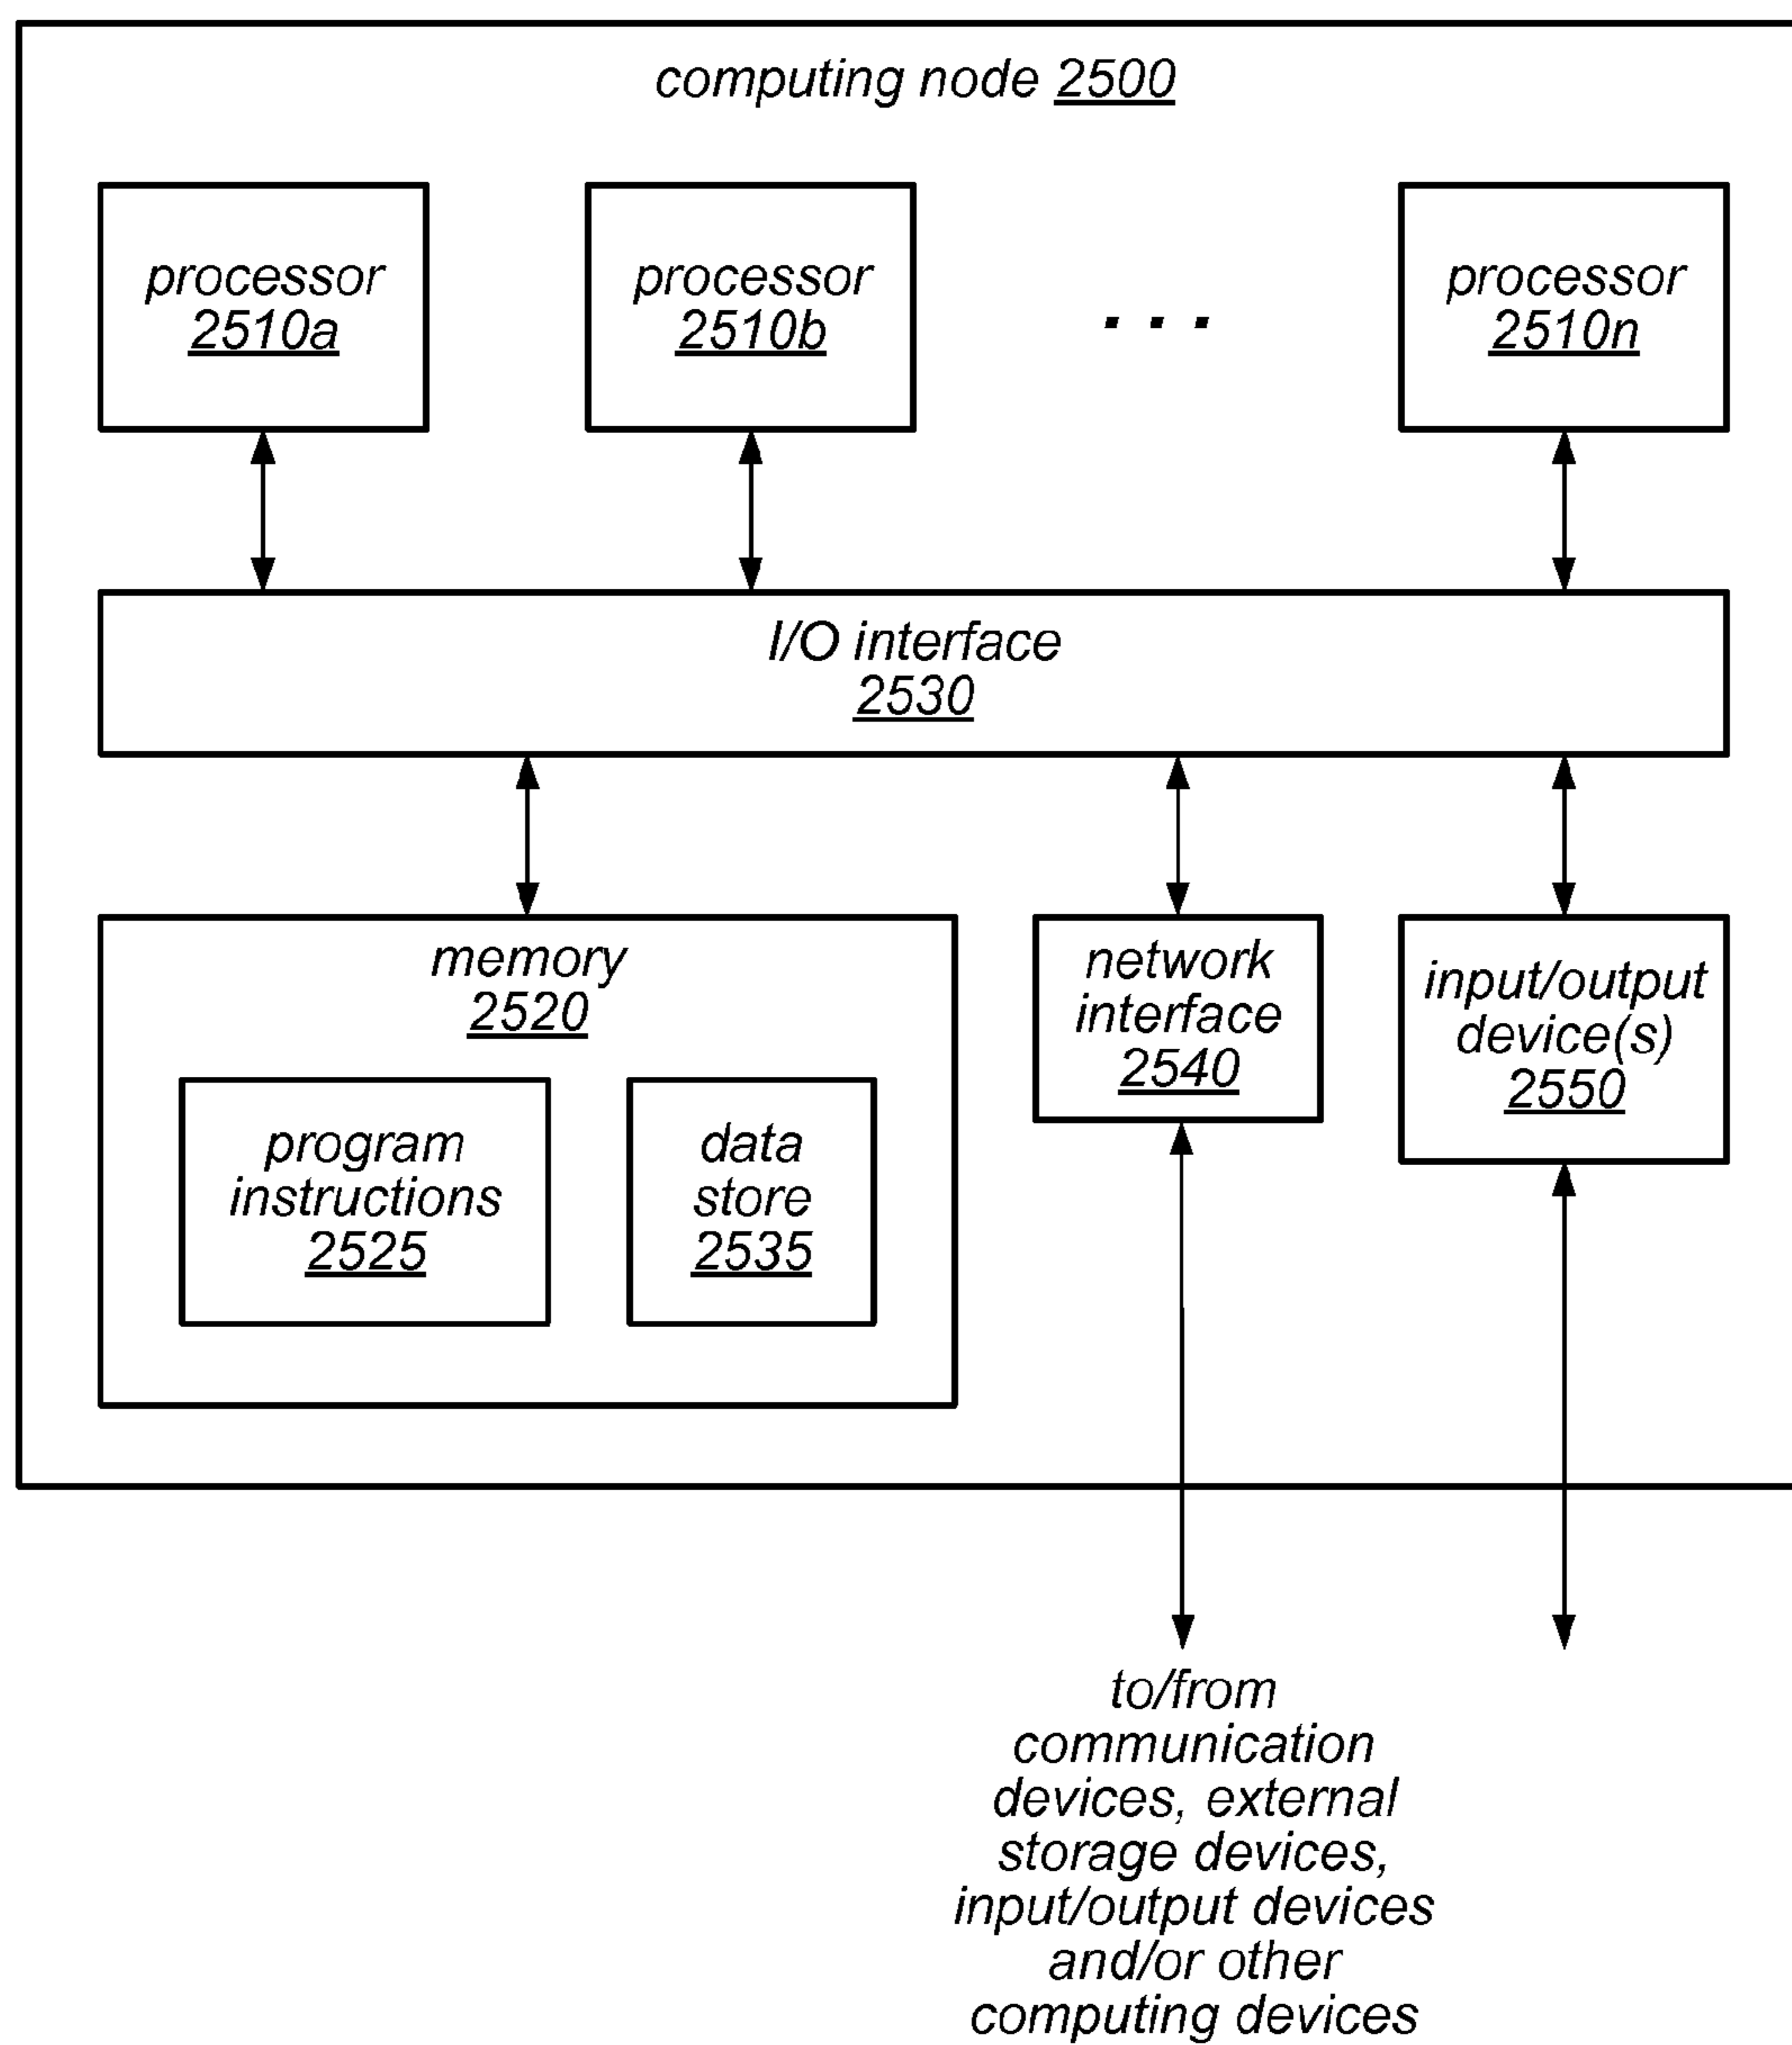 computing node 2500
processor
2510a
processor
2510b
. . .
processor
2510n
I/O interface
2530
memory
2520
program
instructions
2525
data
store
2535
network
interface
2540
input/output
device(s)
2550
to/from
communication
devices, external
storage devices,
input/output devices
and/or other
computing devices